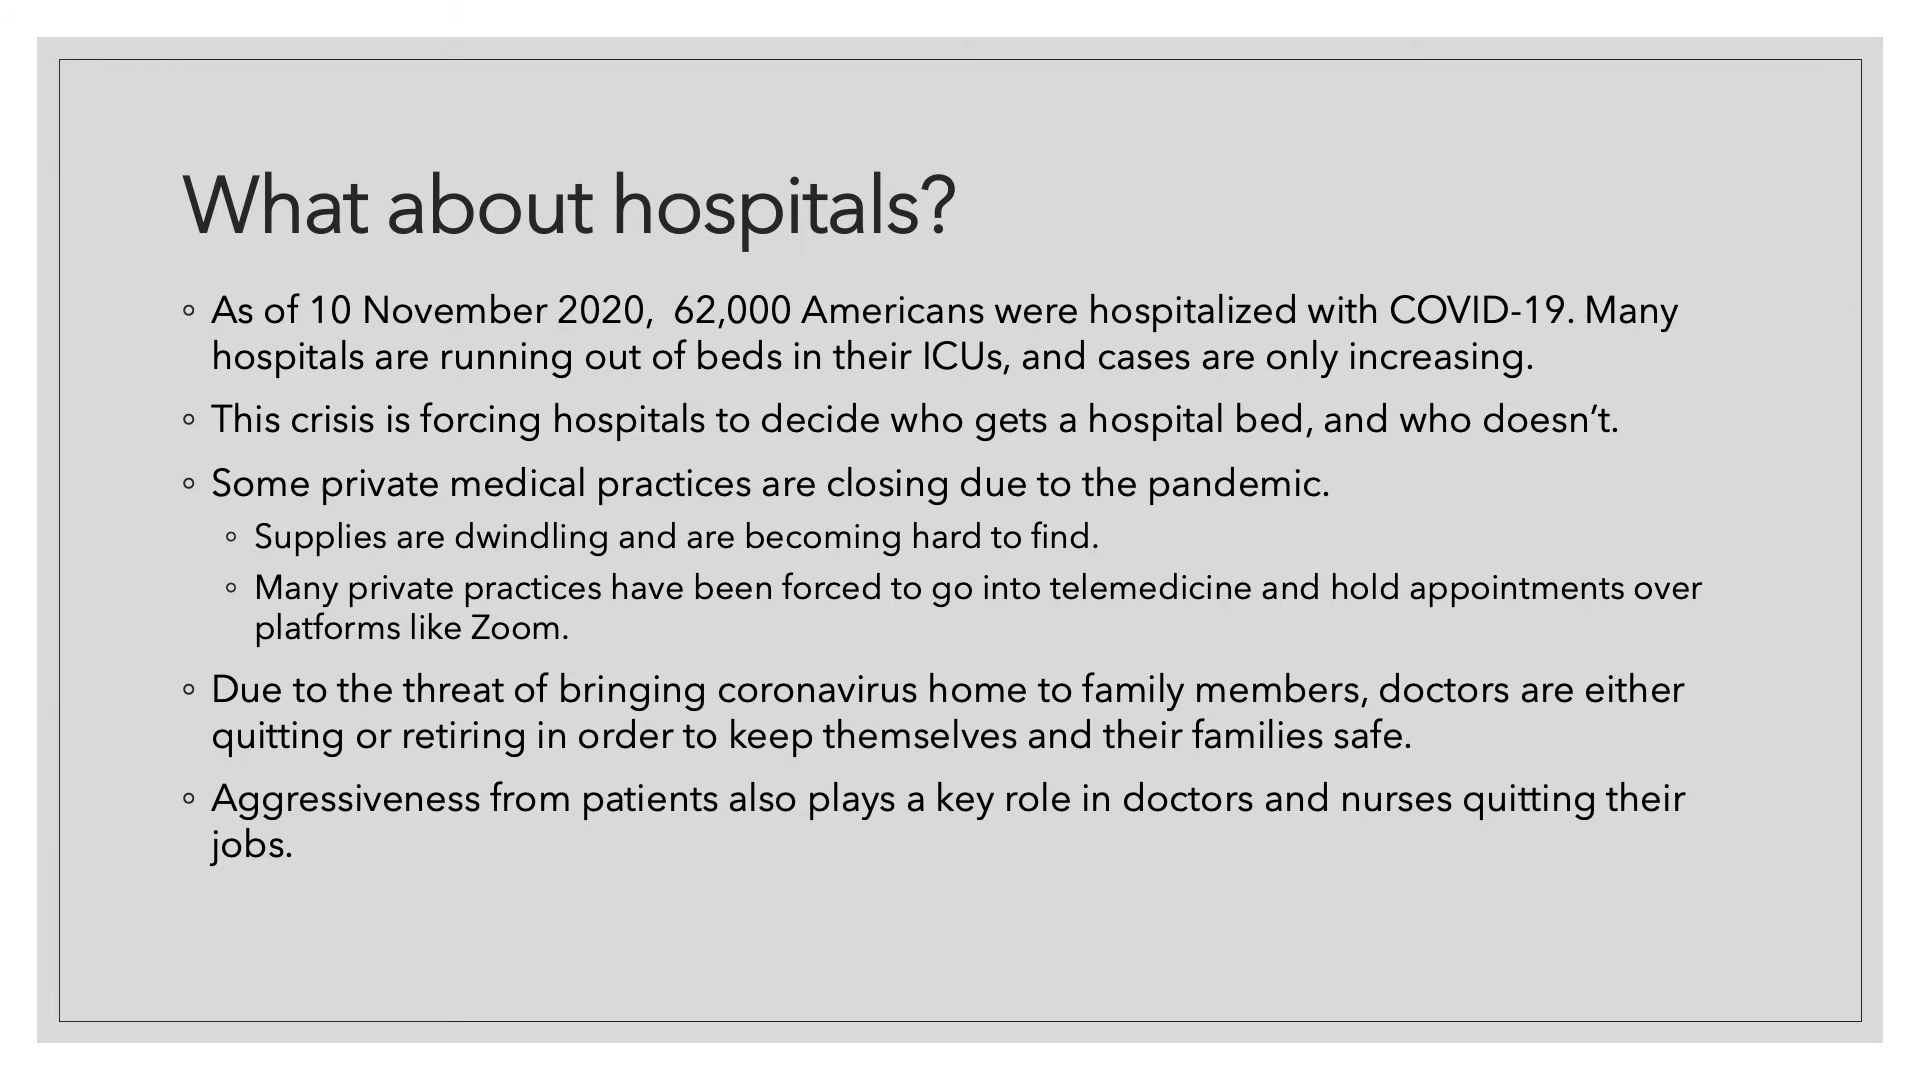 What about hospitals?
◦ As of 10 November 2020,  62,000 Americans were hospitalized with COVID-19. Many
hospitals are running out of beds in their ICUs, and cases are only increasing.
◦ This crisis is forcing hospitals to decide who gets a hospital bed, and who doesn’t.
◦ Some private medical practices are closing due to the pandemic.
◦ Supplies are dwindling and are becoming hard to find.
◦ Many private practices have been forced to go into telemedicine and hold appointments over
platforms like Zoom.
◦ Due to the threat of bringing coronavirus home to family members, doctors are either
quitting or retiring in order to keep themselves and their families safe.
◦ Aggressiveness from patients also plays a key role in doctors and nurses quitting their
jobs.